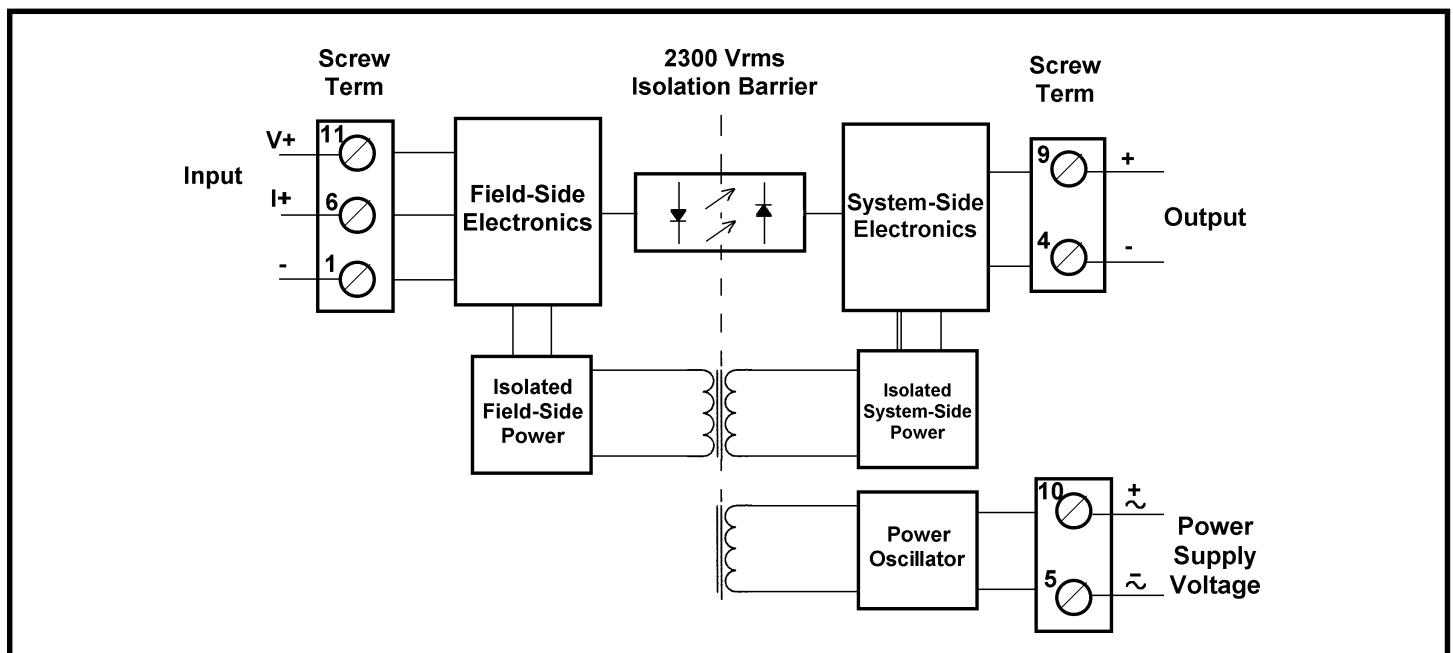 Screw
Term
2300 Vrms
Isolation Barrier
Screw
Term
Input
V+
11
I+
6
-
1
Field-Side
Electronics
System-Side
Electronics
9
+
4
-
Output
Isolated
Field-Side
Power
Isolated
System-Side
Power
Power
Oscillator
10
+
~
5
-
~
Power
Supply
Voltage